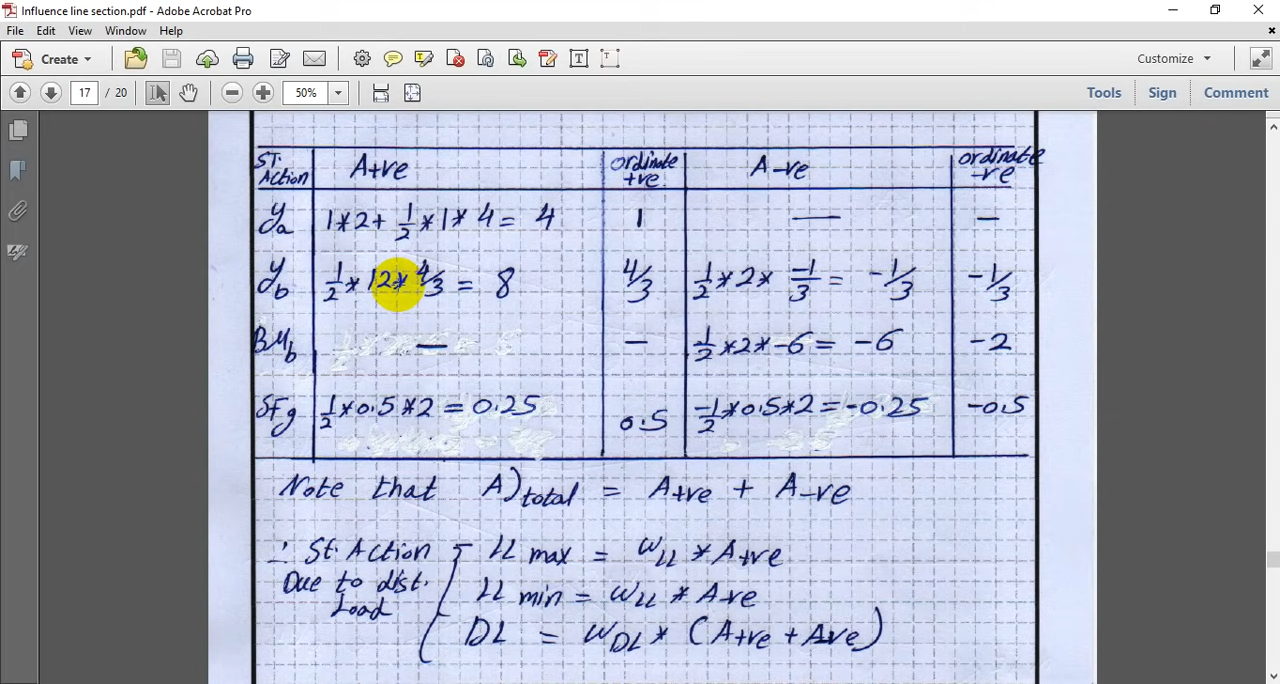 Influence line section.pdf - Adobe Acrobat Pro
File Edit View Window Help
Create Customize
17 / 20 50% Tools Sign Comment
ST. Action A+ve ordinate +ve A-ve ordinate -ve
Ya 1*2+ 1/2 *1* 4 = 4 1 — —
Yb 1/2 * 12* 4/3 = 8 4/3 1/2 *2* -1/3 = -1/3 -1/3
BMb — — 1/2 *2* -6 = -6 -2
SFg 1/2 *0.5 *2 = 0.25 0.5 -1/2 *0.5*2 = -0.25 -0.5
Note that A)total = A+ve + A-ve
∴ St. Action LL max = wLL * A+ve
Due to dist. Load LL min = wLL * A-ve
DL = wDL * (A+ve + A-ve)